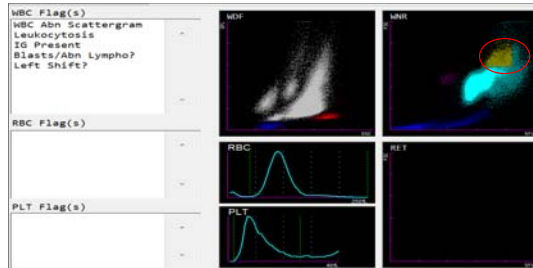 WBC Flag(s)
WBC Abn Scattergram
Leukocytosis
IG Present
Blasts/Abn Lympho?
Left Shift?
RBC Flag(s)
PLT Flag(s)
WDF
WNR
RBC
RET
PLT